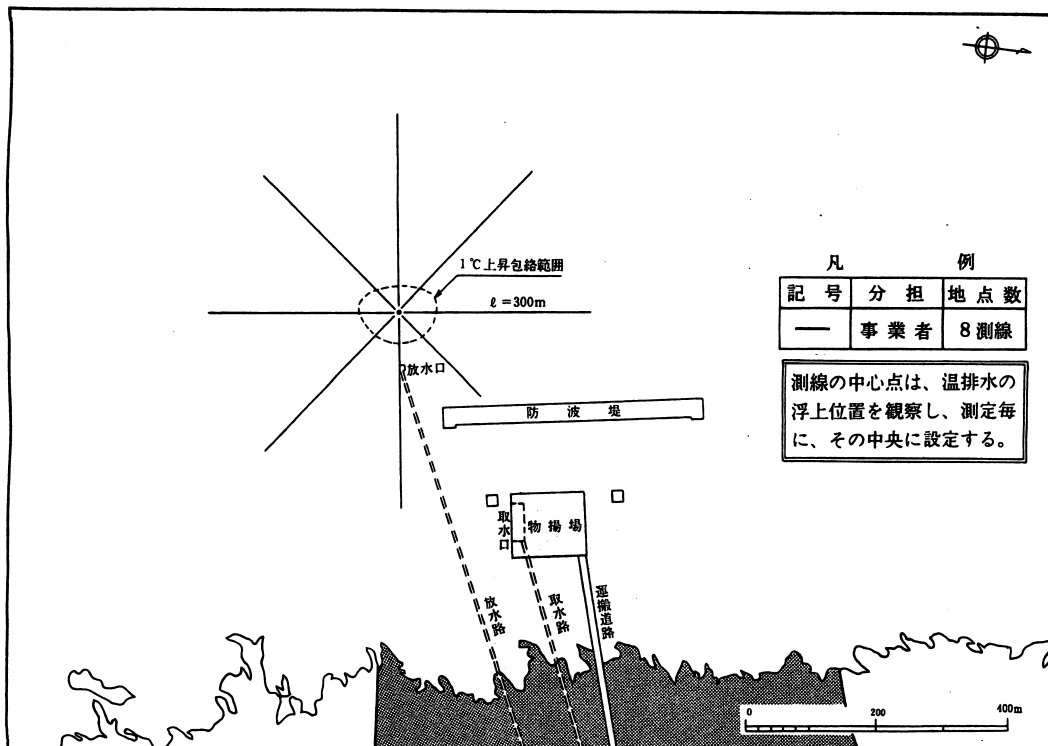 1℃上昇包絡範囲
ℓ=300m
放水口
防波堤
取水口
物揚場
放水路
取水路
運搬道路
凡 例
記号 分担 地点数
— 事業者 8測線
測線の中心点は、温排水の
浮上位置を観察し、測定毎
に、その中央に設定する。
0 200 400m